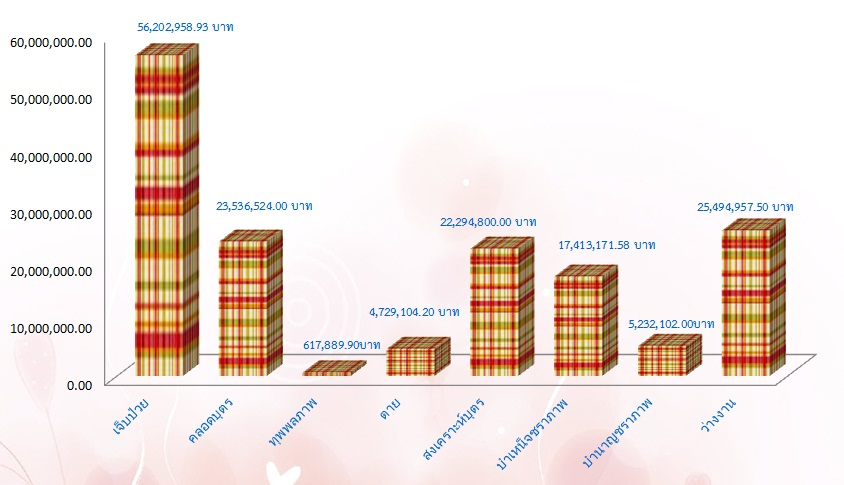 56,202,958.93 บาท
60,000,000.00
50,000,000.00
40,000,000.00
30,000,000.00
20,000,000.00
10,000,000.00
0.00
23,536,524.00 บาท
617,889.90บาท
4,729,104.20 บาท
22,294,800.00 บาท
17,413,171.58 บาท
5,232,102.00บาท
25,494,957.50 บาท
เจ็บป่วย
คลอดบุตร
ทุพพลภาพ
ตาย
สงเคราะห์บุตร
บำเหน็จชราภาพ
บำนาญชราภาพ
ว่างงาน